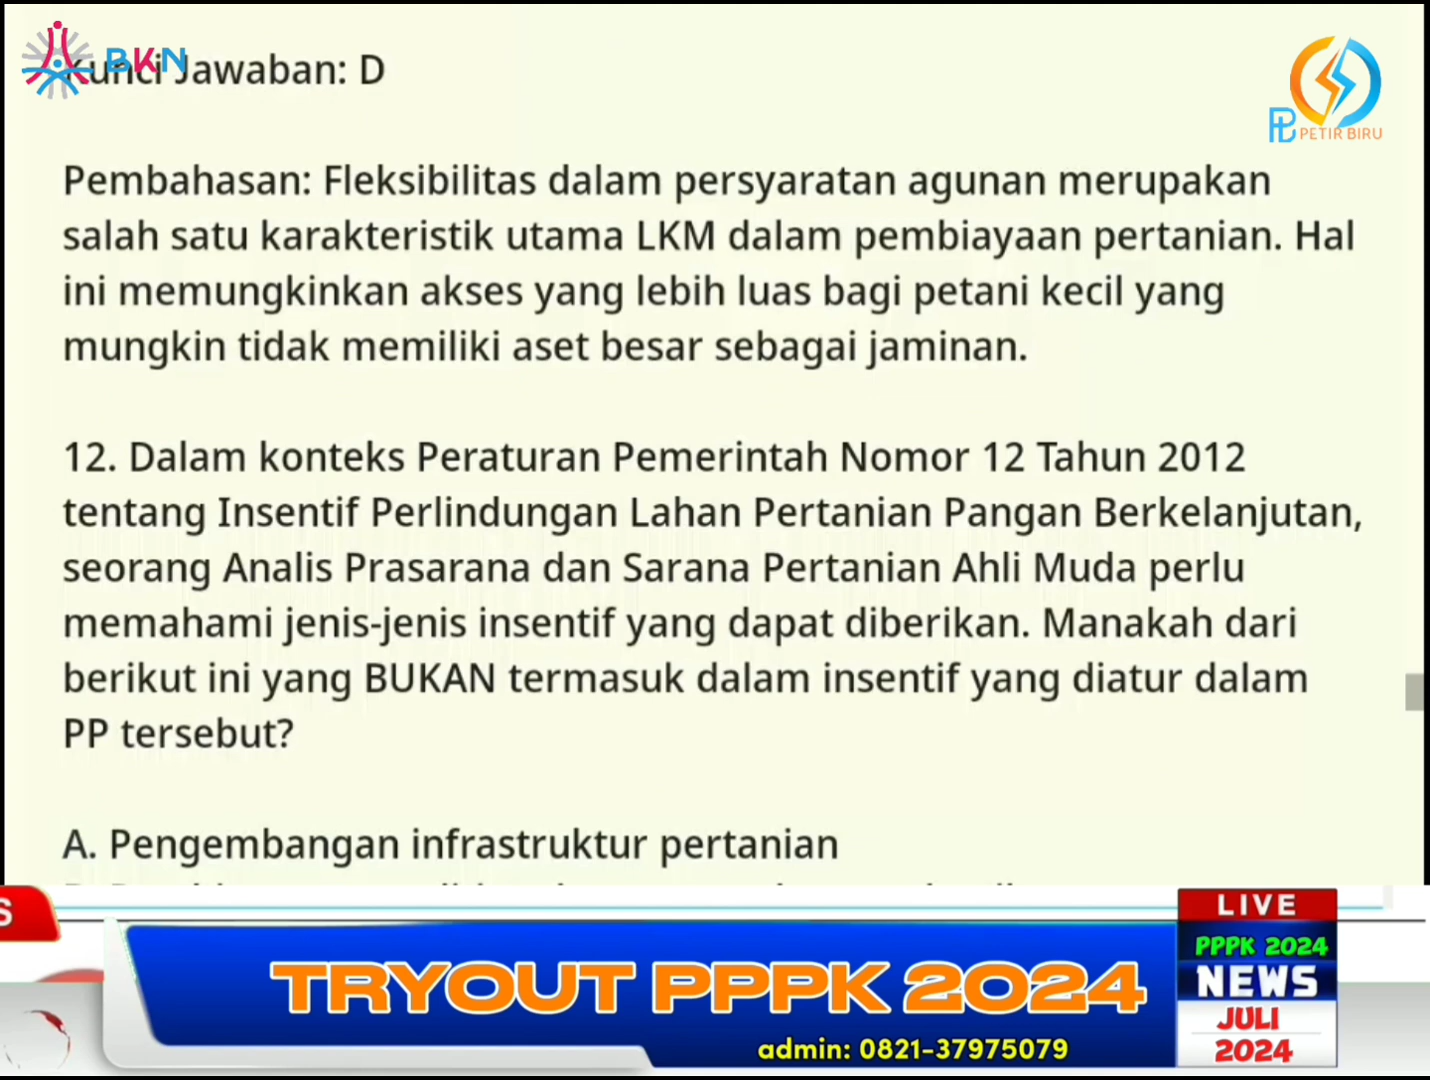 BKN
Kunci Jawaban: D
PETIR BIRU
Pembahasan: Fleksibilitas dalam persyaratan agunan merupakan
salah satu karakteristik utama LKM dalam pembiayaan pertanian. Hal
ini memungkinkan akses yang lebih luas bagi petani kecil yang
mungkin tidak memiliki aset besar sebagai jaminan.
12. Dalam konteks Peraturan Pemerintah Nomor 12 Tahun 2012
tentang Insentif Perlindungan Lahan Pertanian Pangan Berkelanjutan,
seorang Analis Prasarana dan Sarana Pertanian Ahli Muda perlu
memahami jenis-jenis insentif yang dapat diberikan. Manakah dari
berikut ini yang BUKAN termasuk dalam insentif yang diatur dalam
PP tersebut?
A. Pengembangan infrastruktur pertanian
S
LIVE
PPPK 2024
NEWS
JULI
2024
TRYOUT PPPK 2024
admin: 0821-37975079